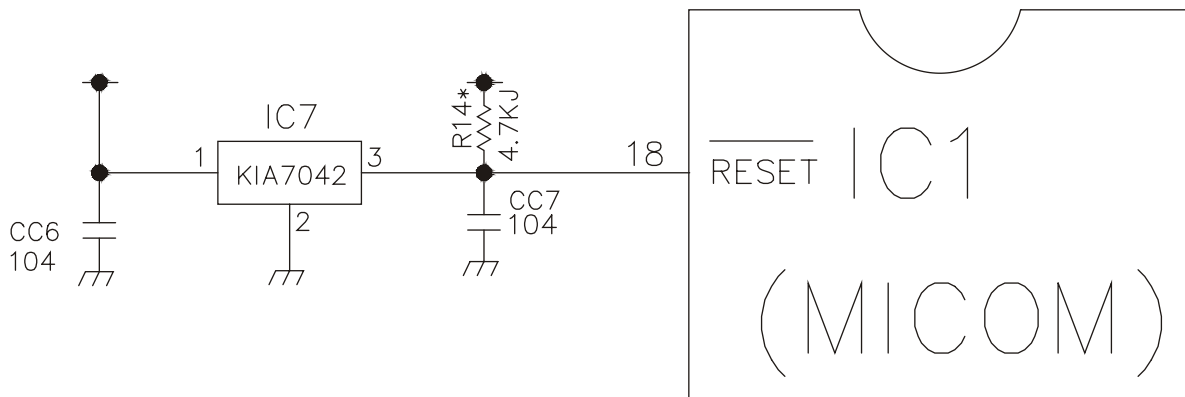 IC7
1
KIA7042
3
2
CC6
104
R14*
4.7KJ
CC7
104
18
RESET
IC1
(MICOM)